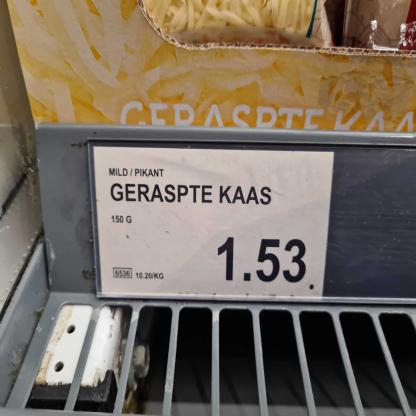 GERASPTE KAAS
MILD / PIKANT
GERASPTE KAAS
150 G
1.53.
6536 10.20/KG